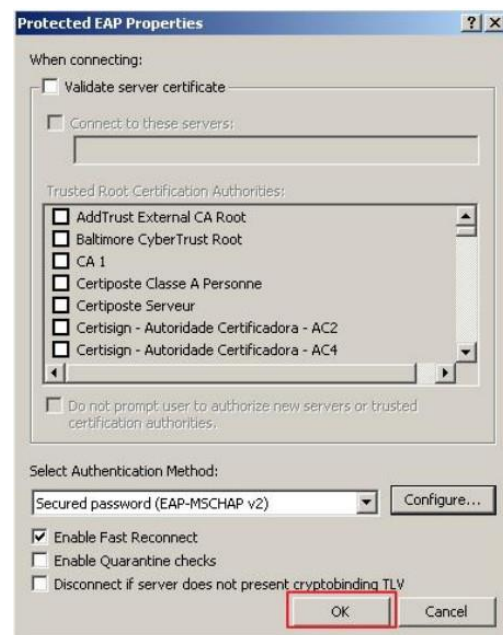 Protected EAP Properties
When connecting:
Validate server certificate
Connect to these servers:
Trusted Root Certification Authorities:
AddTrust External CA Root
Baltimore CyberTrust Root
CA 1
Certiposte Classe A Personne
Certiposte Serveur
Certisign - Autoridade Certificadora - AC2
Certisign - Autoridade Certificadora - AC4
Do not prompt user to authorize new servers or trusted
certification authorities.
Select Authentication Method:
Secured password (EAP-MSCHAP v2)
Configure...
Enable Fast Reconnect
Enable Quarantine checks
Disconnect if server does not present cryptobinding TLV
OK
Cancel